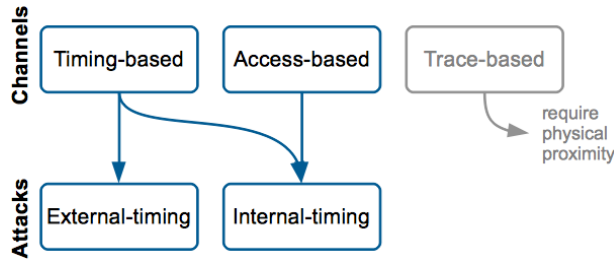 Channels
Timing-based
Access-based
Trace-based
require
physical
proximity
Attacks
External-timing
Internal-timing